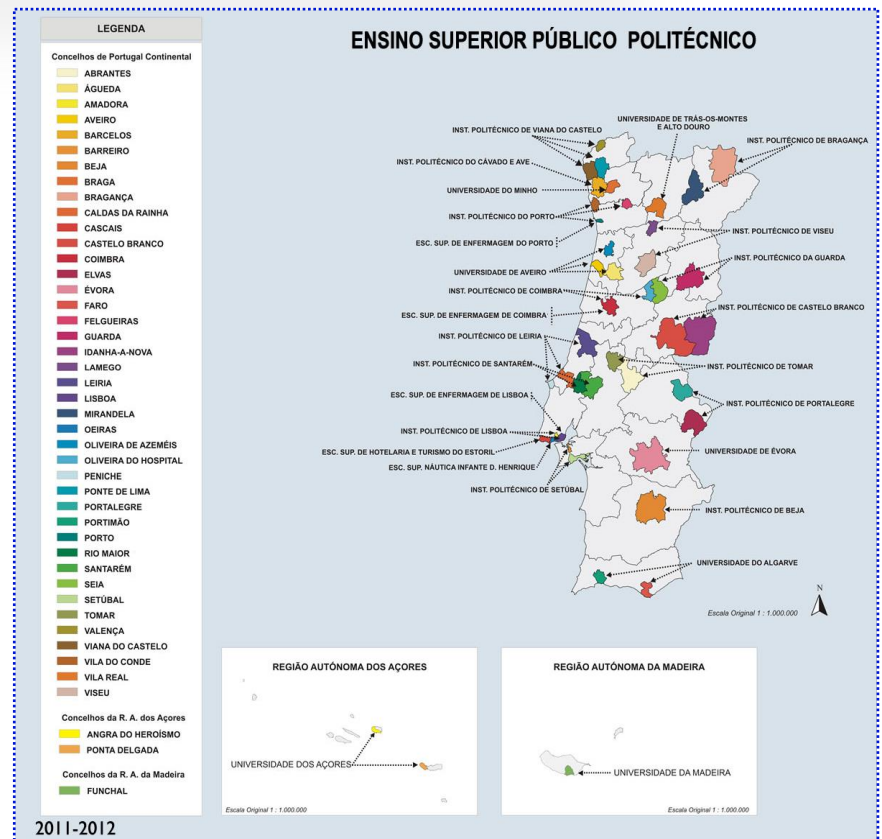 LEGENDA
Concelhos de Portugal Continental
ABRANTES
ÁGUEDA
AMADORA
AVEIRO
BARCELOS
BARREIRO
BEJA
BRAGA
BRAGANÇA
CALDAS DA RAINHA
CASCAIS
CASTELO BRANCO
COIMBRA
ELVAS
ÉVORA
FARO
FELGUEIRAS
GUARDA
IDANHA-A-NOVA
LAMEGO
LEIRIA
LISBOA
MIRANDELA
OEIRAS
OLIVEIRA DE AZEMÉIS
OLIVEIRA DO HOSPITAL
PENICHE
PONTE DE LIMA
PORTALEGRE
PORTIMÃO
PORTO
RIO MAIOR
SANTARÉM
SEIA
SETÚBAL
TOMAR
VALENÇA
VIANA DO CASTELO
VILA DO CONDE
VILA REAL
VISEU
Concelhos da R. A. dos Açores
ANGRA DO HEROÍSMO
PONTA DELGADA
Concelhos da R. A. da Madeira
FUNCHAL
2011-2012
ENSINO SUPERIOR PÚBLICO POLITÉCNICO
INST. POLITÉCNICO DE VIANA DO CASTELO
INST. POLITÉCNICO DO CÁVADO E AVE
UNIVERSIDADE DO MINHO
INST. POLITÉCNICO DO PORTO
ESC. SUP. DE ENFERMAGEM DO PORTO
UNIVERSIDADE DE AVEIRO
INST. POLITÉCNICO DE COIMBRA
ESC. SUP. DE ENFERMAGEM DE COIMBRA
INST. POLITÉCNICO DE LEIRIA
INST. POLITÉCNICO DE SANTARÉM
ESC. SUP. DE ENFERMAGEM DE LISBOA
INST. POLITÉCNICO DE LISBOA
ESC. SUP. DE HOTELARIA E TURISMO DO ESTORIL
ESC. SUP. NÁUTICA INFANTE D. HENRIQUE
INST. POLITÉCNICO DE SETÚBAL
UNIVERSIDADE DE TRÁS-OS-MONTES
E ALTO DOURO
INST. POLITÉCNICO DE BRAGANÇA
INST. POLITÉCNICO DE VISEU
INST. POLITÉCNICO DA GUARDA
INST. POLITÉCNICO DE CASTELO BRANCO
INST. POLITÉCNICO DE TOMAR
INST. POLITÉCNICO DE PORTALEGRE
UNIVERSIDADE DE ÉVORA
INST. POLITÉCNICO DE BEJA
UNIVERSIDADE DO ALGARVE
N
Escala Original 1 : 1.000.000
REGIÃO AUTÓNOMA DOS AÇORES
UNIVERSIDADE DOS AÇORES
Escala Original 1 : 1.000.000
REGIÃO AUTÓNOMA DA MADEIRA
UNIVERSIDADE DA MADEIRA
Escala Original 1 : 1.000.000